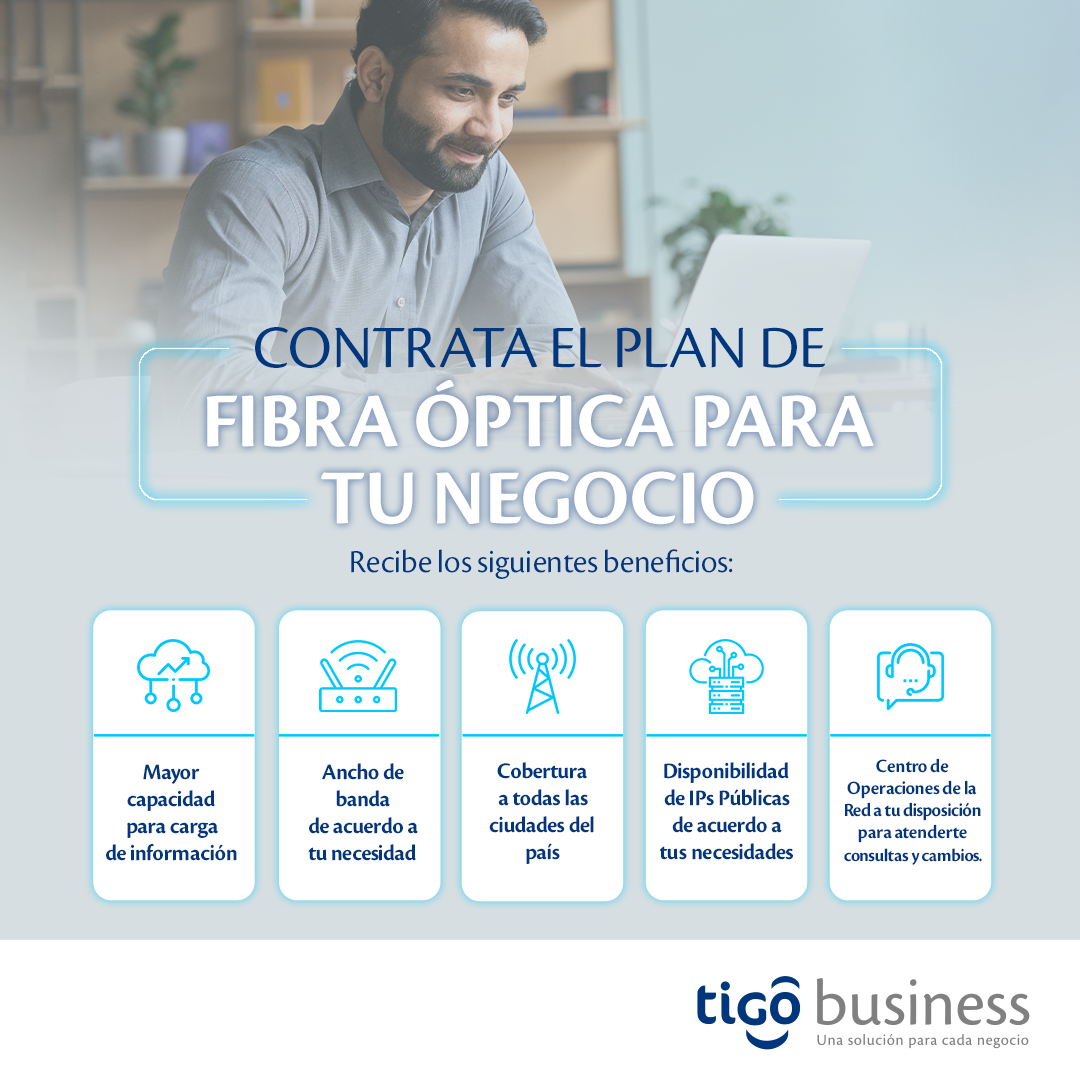 CONTRATA EL PLAN DE
FIBRA ÓPTICA PARA
TU NEGOCIO
Recibe los siguientes beneficios:
Mayor
capacidad
para carga
de información
Ancho de
banda
de acuerdo a
tu necesidad
Cobertura
a todas las
ciudades del
país
Disponibilidad
de IPs Públicas
de acuerdo a
tus necesidades
Centro de
Operaciones de la
Red a tu disposición
para atenderte
consultas y cambios.
tigo business
Una solución para cada negocio